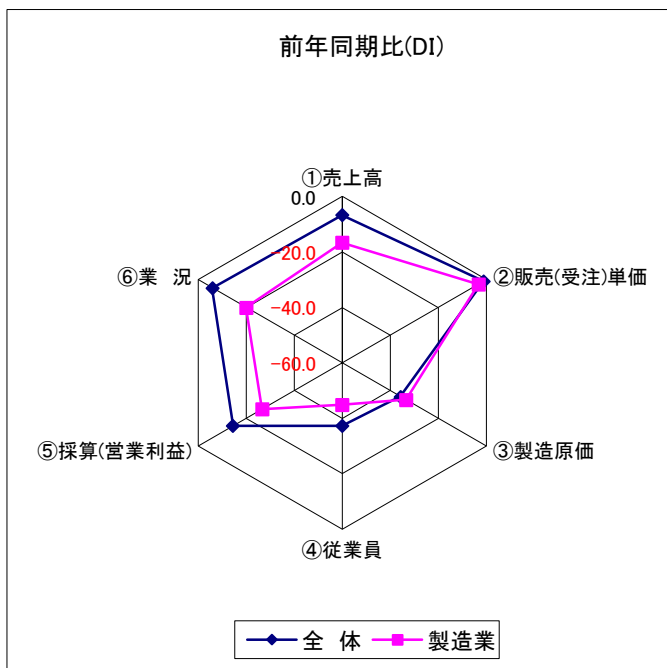 前年同期比(DI)
①売上高
0.0
−20.0
⑥業　況
②販売(受注)単価
−40.0
−60.0
⑤採算(営業利益)
③製造原価
④従業員
全　体
製造業